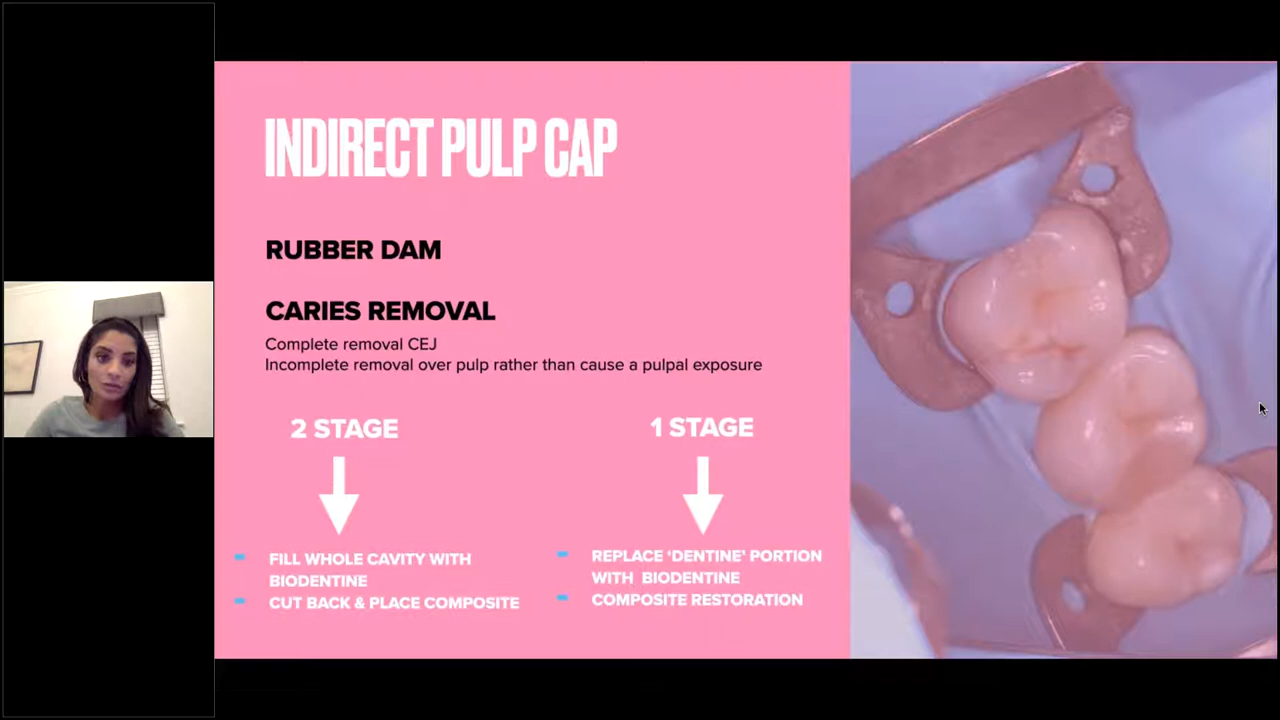 INDIRECT PULP CAP
RUBBER DAM
CARIES REMOVAL
Complete removal CEJ
Incomplete removal over pulp rather than cause a pulpal exposure
2 STAGE
FILL WHOLE CAVITY WITH
BIODENTINE
CUT BACK & PLACE COMPOSITE
1 STAGE
REPLACE ‘DENTINE’ PORTION
WITH BIODENTINE
COMPOSITE RESTORATION